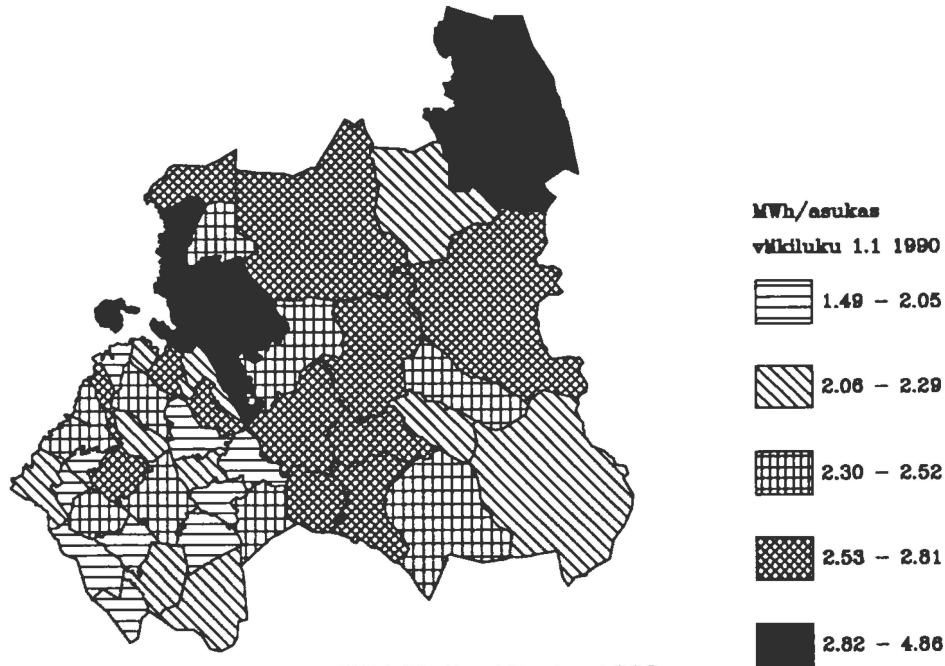 MWh/asukas
väkiluku 1.1 1990
1.49 - 2.05
2.06 - 2.29
2.30 - 2.52
2.53 - 2.81
2.82 - 4.86